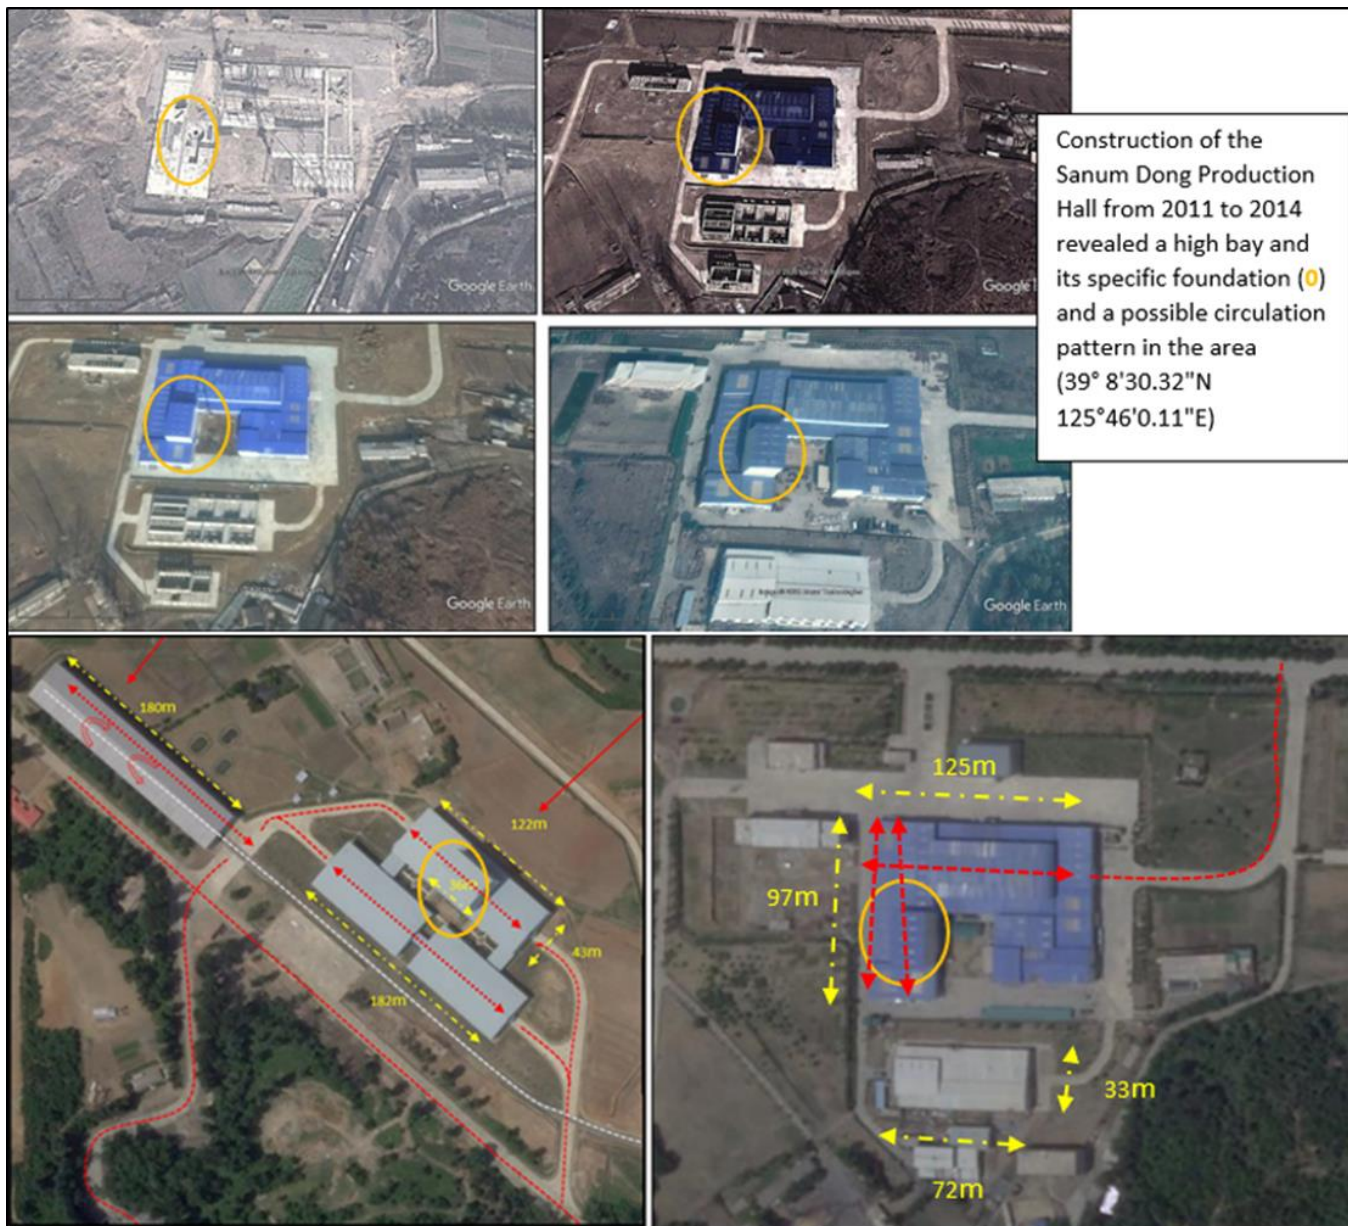 Construction of the
Sanum Dong Production
Hall from 2011 to 2014
revealed a high bay and
its specific foundation (0)
and a possible circulation
pattern in the area
(39° 8'30.32"N
125°46'0.11"E)
Google Earth
Google
Google Earth
Google Earth
180m
122m
36m
43m
182m
125m
97m
33m
72m